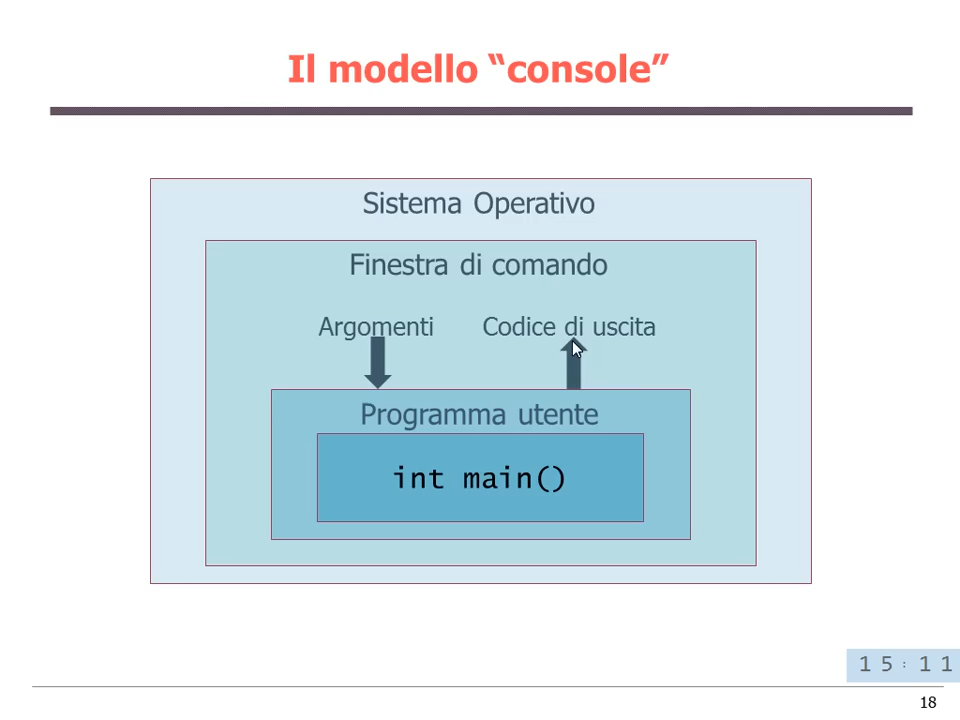 Il modello “console”
Sistema Operativo
Finestra di comando
Argomenti
Codice di uscita
Programma utente
int main()
15:11
18